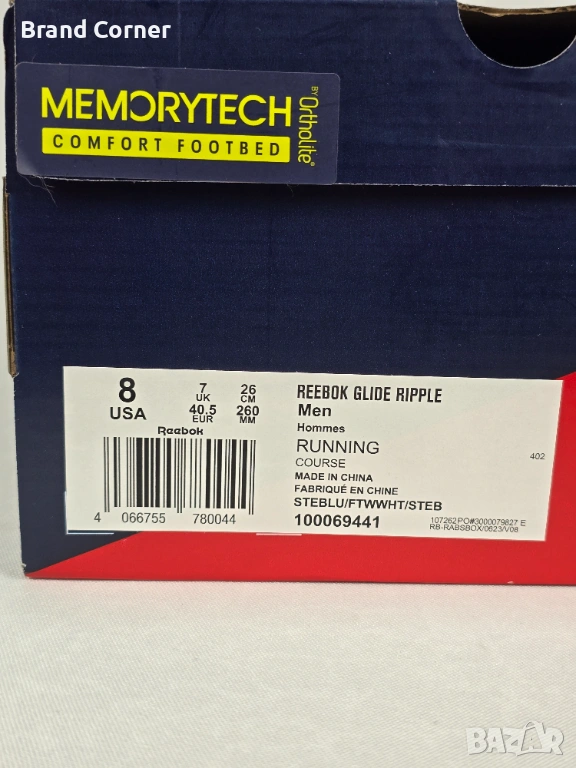 Brand Corner
MEMORYTECH
BY Ortholite®
COMFORT FOOTBED
8 USA
7 UK
26 CM
40.5 EUR
260 MM
Reebok
4 066755 780044
REEBOK GLIDE RIPPLE
Men
Hommes
RUNNING
COURSE
402
MADE IN CHINA
FABRIQUÉ EN CHINE
STEBLU/FTWWHT/STEB
100069441
107262PO#3000079827 E
RB-RABSBOX/0623/V08
BAZAR